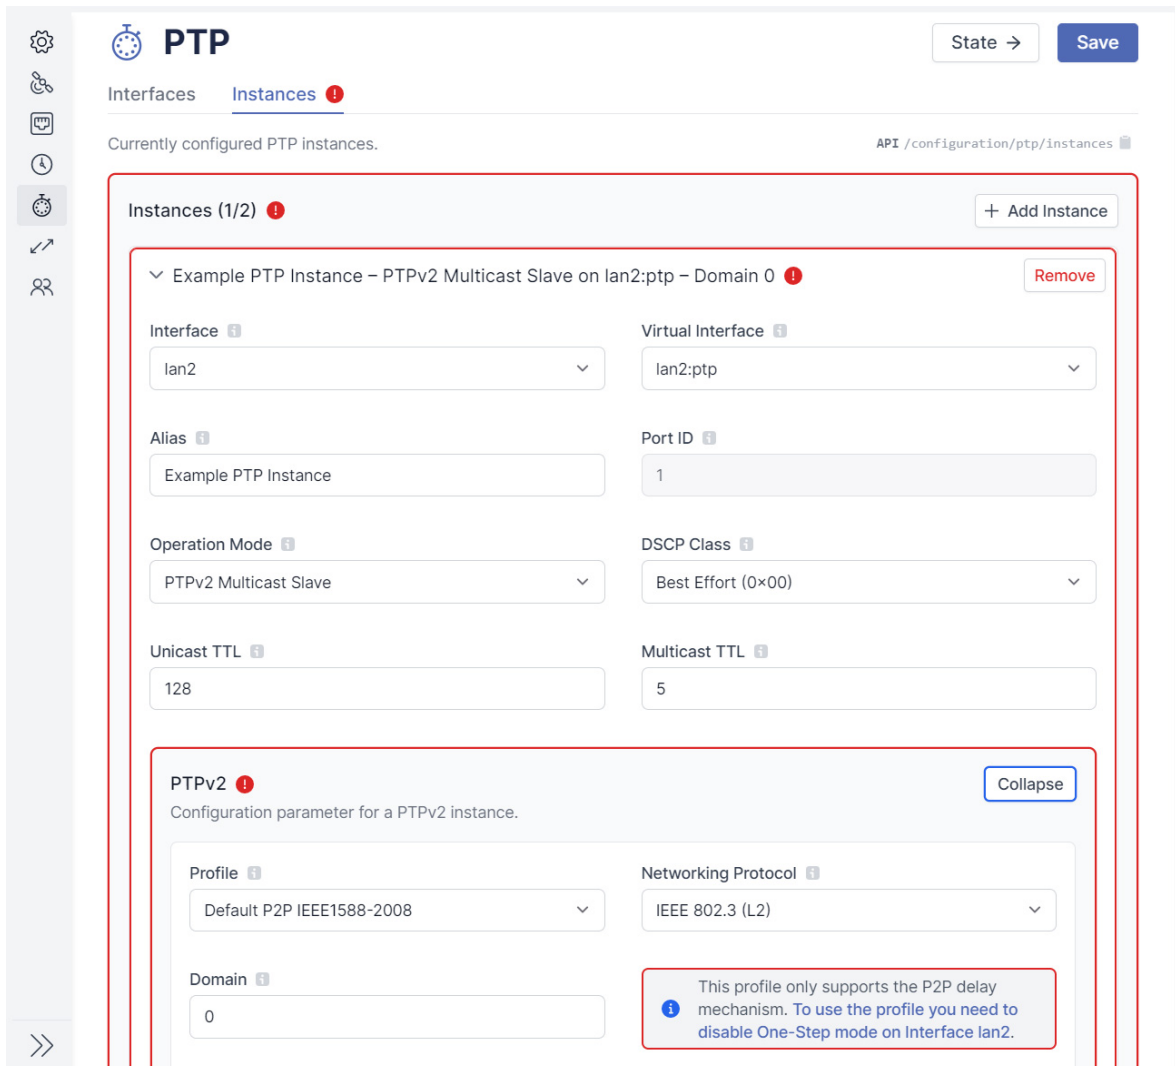 PTP
State →
Save
Interfaces
Instances
Currently configured PTP instances.
API /configuration/ptp/instances
Instances (1/2)
+ Add Instance
Example PTP Instance – PTPv2 Multicast Slave on lan2:ptp – Domain 0
Remove
Interface
Virtual Interface
lan2
lan2:ptp
Alias
Port ID
Example PTP Instance
1
Operation Mode
DSCP Class
PTPv2 Multicast Slave
Best Effort (0×00)
Unicast TTL
Multicast TTL
128
5
PTPv2
Collapse
Configuration parameter for a PTPv2 instance.
Profile
Networking Protocol
Default P2P IEEE1588-2008
IEEE 802.3 (L2)
Domain
0
This profile only supports the P2P delay
mechanism. To use the profile you need to
disable One-Step mode on Interface lan2.